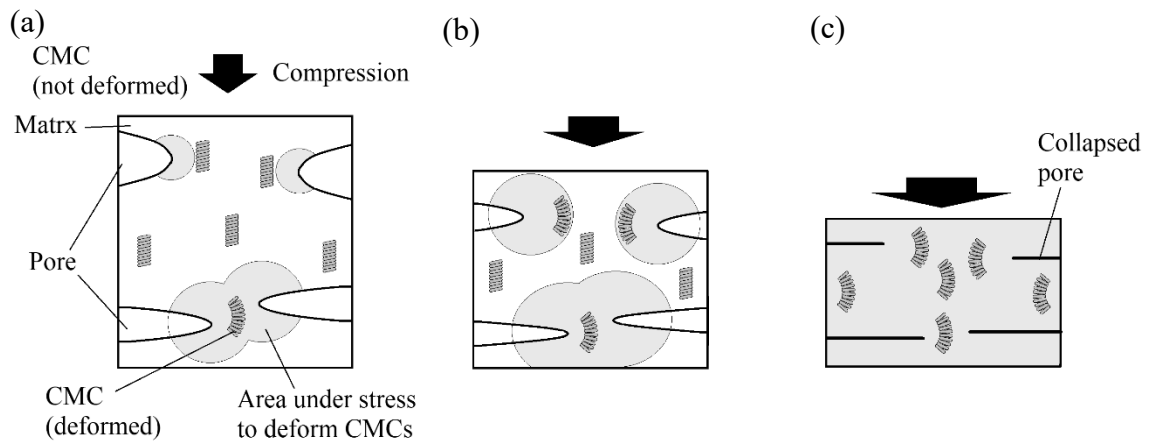 (a)
CMC
(not deformed)
Compression
Matrx
Pore
CMC
(deformed)
Area under stress
to deform CMCs
(b)
(c)
Collapsed
pore